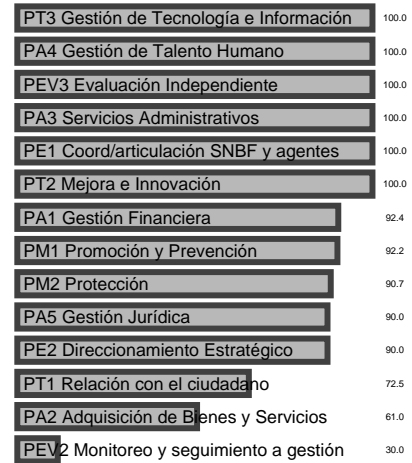 PT3 Gestión de Tecnología e Información 100.0
PA4 Gestión de Talento Humano 100.0
PEV3 Evaluación Independiente 100.0
PA3 Servicios Administrativos 100.0
PE1 Coord/articulación SNBF y agentes 100.0
PT2 Mejora e Innovación 100.0
PA1 Gestión Financiera 92.4
PM1 Promoción y Prevención 92.2
PM2 Protección 90.7
PA5 Gestión Jurídica 90.0
PE2 Direccionamiento Estratégico 90.0
PT1 Relación con el ciudadano 72.5
PA2 Adquisición de Bienes y Servicios 61.0
PEV2 Monitoreo y seguimiento a gestión 30.0